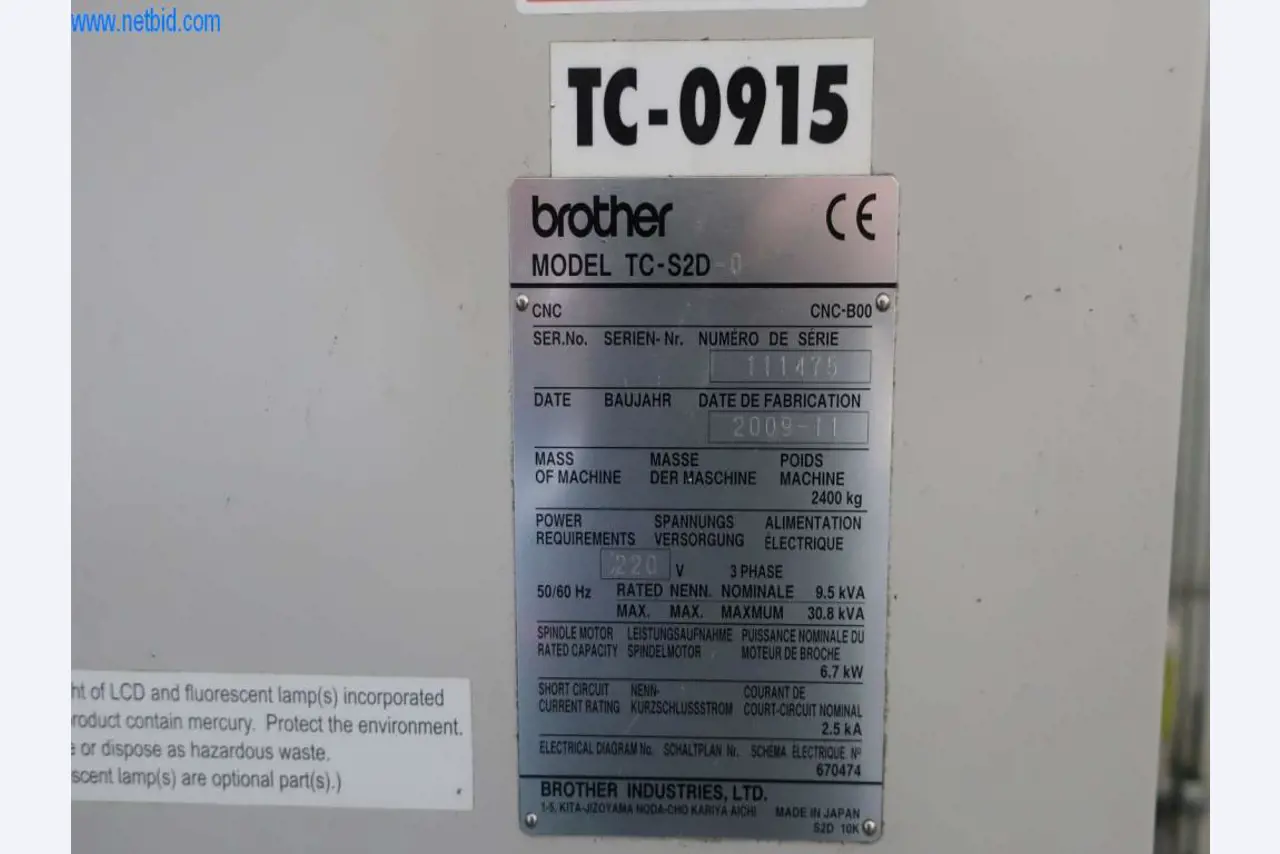 www.netbid.com
TC-0915
brother CE
MODEL TC-S2D-0
CNC CNC-B00
SER.No. SERIEN-Nr. NUMÉRO DE SÉRIE
111475
DATE BAUJAHR DATE DE FABRICATION
2009-11
MASS MASSE POIDS
OF MACHINE DER MASCHINE MACHINE
2400 kg
POWER SPANNUNGS ALIMENTATION
REQUIREMENTS VERSORGUNG ÉLECTRIQUE
220 V 3 PHASE
50/60 Hz RATED NENN. NOMINALE 9.5 kVA
MAX. MAX. MAXMUM 30.8 kVA
SPINDLE MOTOR LEISTUNGSAUFNAHME PUISSANCE NOMINALE DU
RATED CAPACITY SPINDELMOTOR MOTEUR DE BROCHE
6.7 kW
SHORT CIRCUIT NENN- COURANT DE
CURRENT RATING KURZSCHLUSSSTROM COURT-CIRCUIT NOMINAL
2.5 kA
ELECTRICAL DIAGRAM No. SCHALTPLAN Nr. SCHÉMA ÉLECTRIQUE N°
670474
BROTHER INDUSTRIES, LTD.
1-5, KITA-JIZOYAMA NODA-CHO KARIYA AICHI MADE IN JAPAN
S2D 10K
ht of LCD and fluorescent lamp(s) incorporated
roduct contain mercury. Protect the environment.
e or dispose as hazardous waste.
scent lamp(s) are optional part(s).)